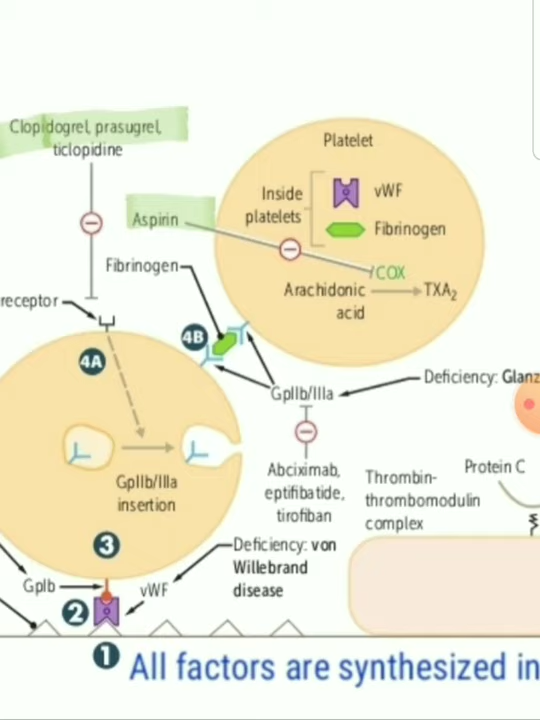 Clopidogrel, prasugrel,
ticlopidine
Platelet
Inside
platelets
vWF
Fibrinogen
Aspirin
COX
Arachidonic
acid
TXA2
Fibrinogen
receptor
4B
4A
GpIIb/IIIa
Deficiency: Glanz
GpIIb/IIIa
insertion
Abciximab,
eptifibatide,
tirofiban
Thrombin-
thrombomodulin
complex
Protein C
3
Deficiency: von
Willebrand
disease
GpIb
vWF
2
1
All factors are synthesized in